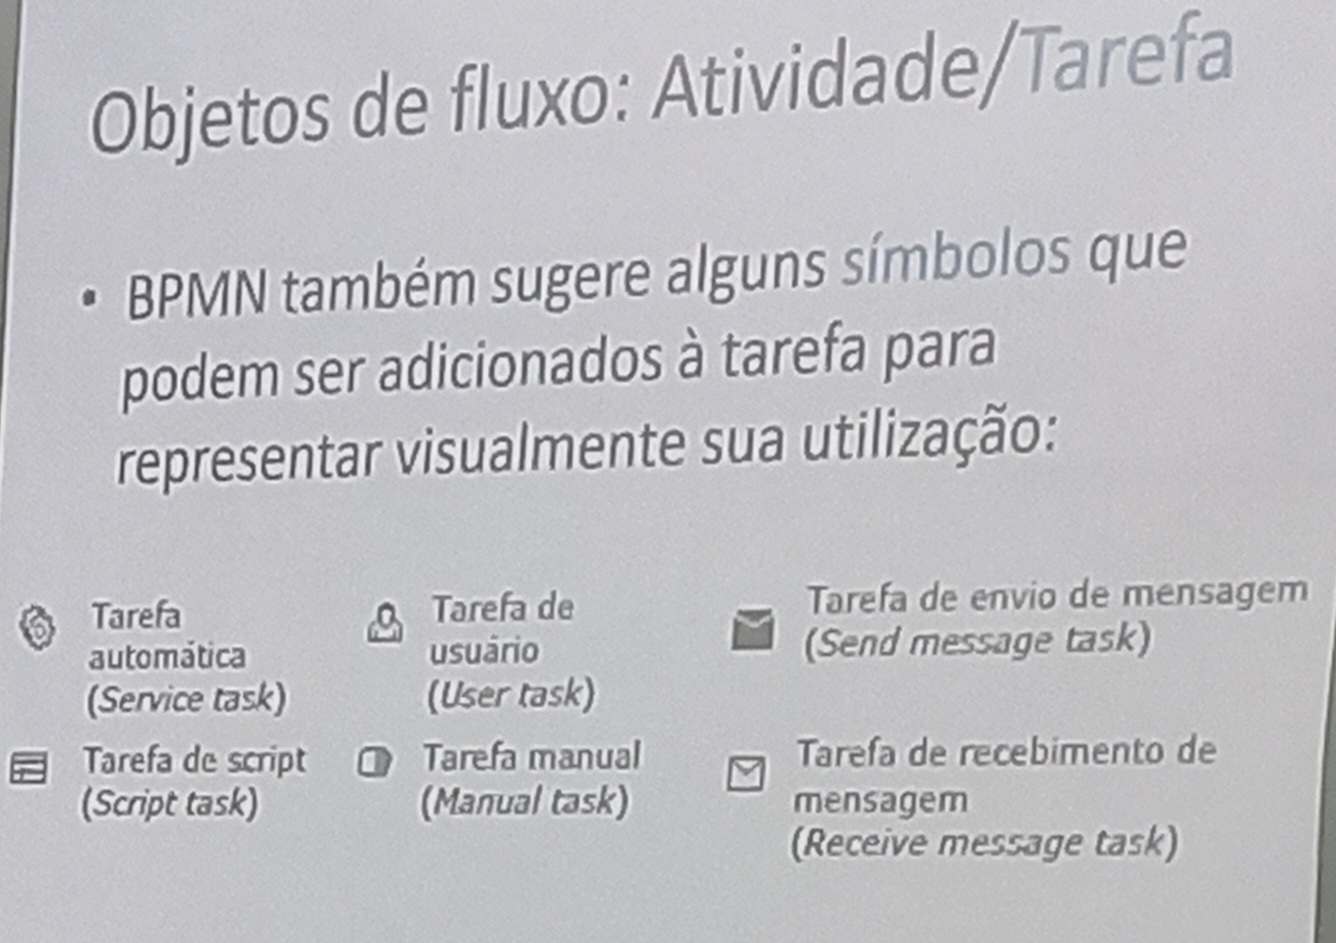 Objetos de fluxo: Atividade/Tarefa
• BPMN também sugere alguns símbolos que
podem ser adicionados à tarefa para
representar visualmente sua utilização:
Tarefa
automática
(Service task)
Tarefa de
usuário
(User task)
Tarefa de envio de mensagem
(Send message task)
Tarefa de script
(Script task)
Tarefa manual
(Manual task)
Tarefa de recebimento de
mensagem
(Receive message task)